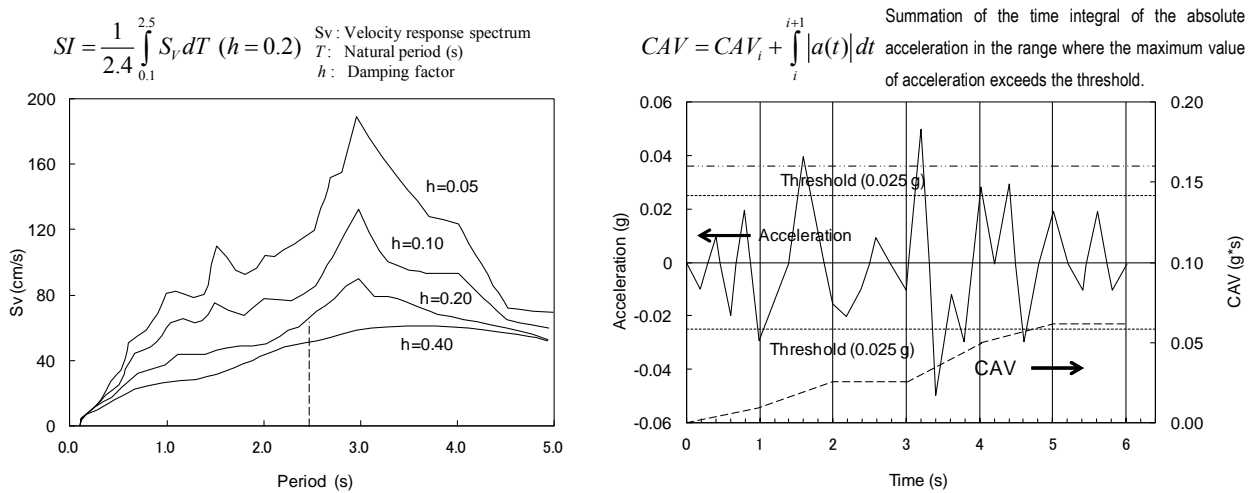 SI = \frac{1}{2.4} \int_{0.1}^{2.5} S_V dT (h = 0.2)
Sv : Velocity response spectrum
T : Natural period (s)
h : Damping factor
200
160
120
80
40
0
Sv (cm/s)
h=0.05
h=0.10
h=0.20
h=0.40
0.0 1.0 2.0 3.0 4.0 5.0
Period (s)
CAV = CAV_i + \int_{i}^{i+1} |a(t)| dt
Summation of the time integral of the absolute
acceleration in the range where the maximum value
of acceleration exceeds the threshold.
0.06
0.04
0.02
0
-0.02
-0.04
-0.06
Acceleration (g)
Threshold (0.025 g)
Acceleration
Threshold (0.025 g)
CAV
0.20
0.15
0.10
0.05
0.00
CAV (g*s)
0 1 2 3 4 5 6
Time (s)